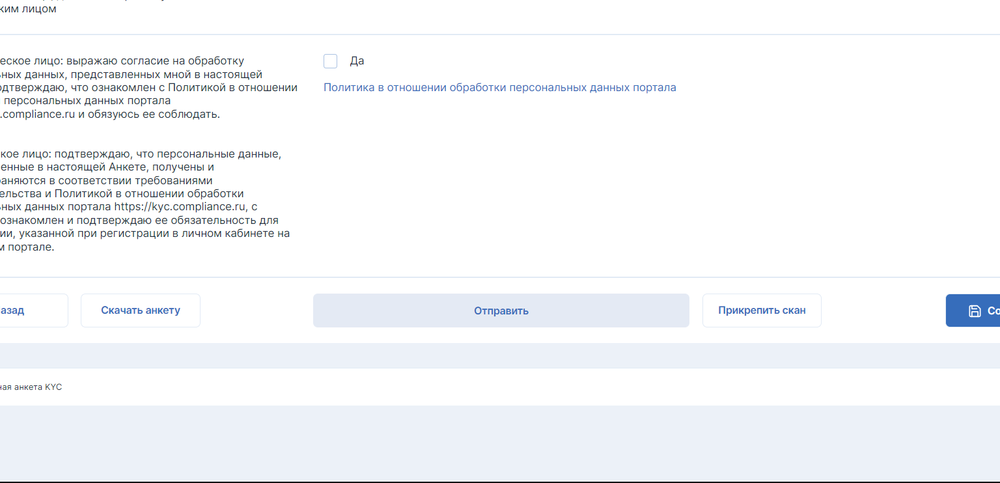 ким лицом
еское лицо: выражаю согласие на обработку
ных данных, представленных мной в настоящей
одтверждаю, что ознакомлен с Политикой в отношении
персональных данных портала
.compliance.ru и обязуюсь ее соблюдать.
Да
Политика в отношении обработки персональных данных портала
кое лицо: подтверждаю, что персональные данные,
енные в настоящей Анкете, получены и
аняются в соответствии требованиями
ельства и Политикой в отношении обработки
ных данных портала https://kyc.compliance.ru, с
ознакомлен и подтверждаю ее обязательность для
ии, указанной при регистрации в личном кабинете на
м портале.
азад
Скачать анкету
Отправить
Прикрепить скан
Со
ная анкета KYC